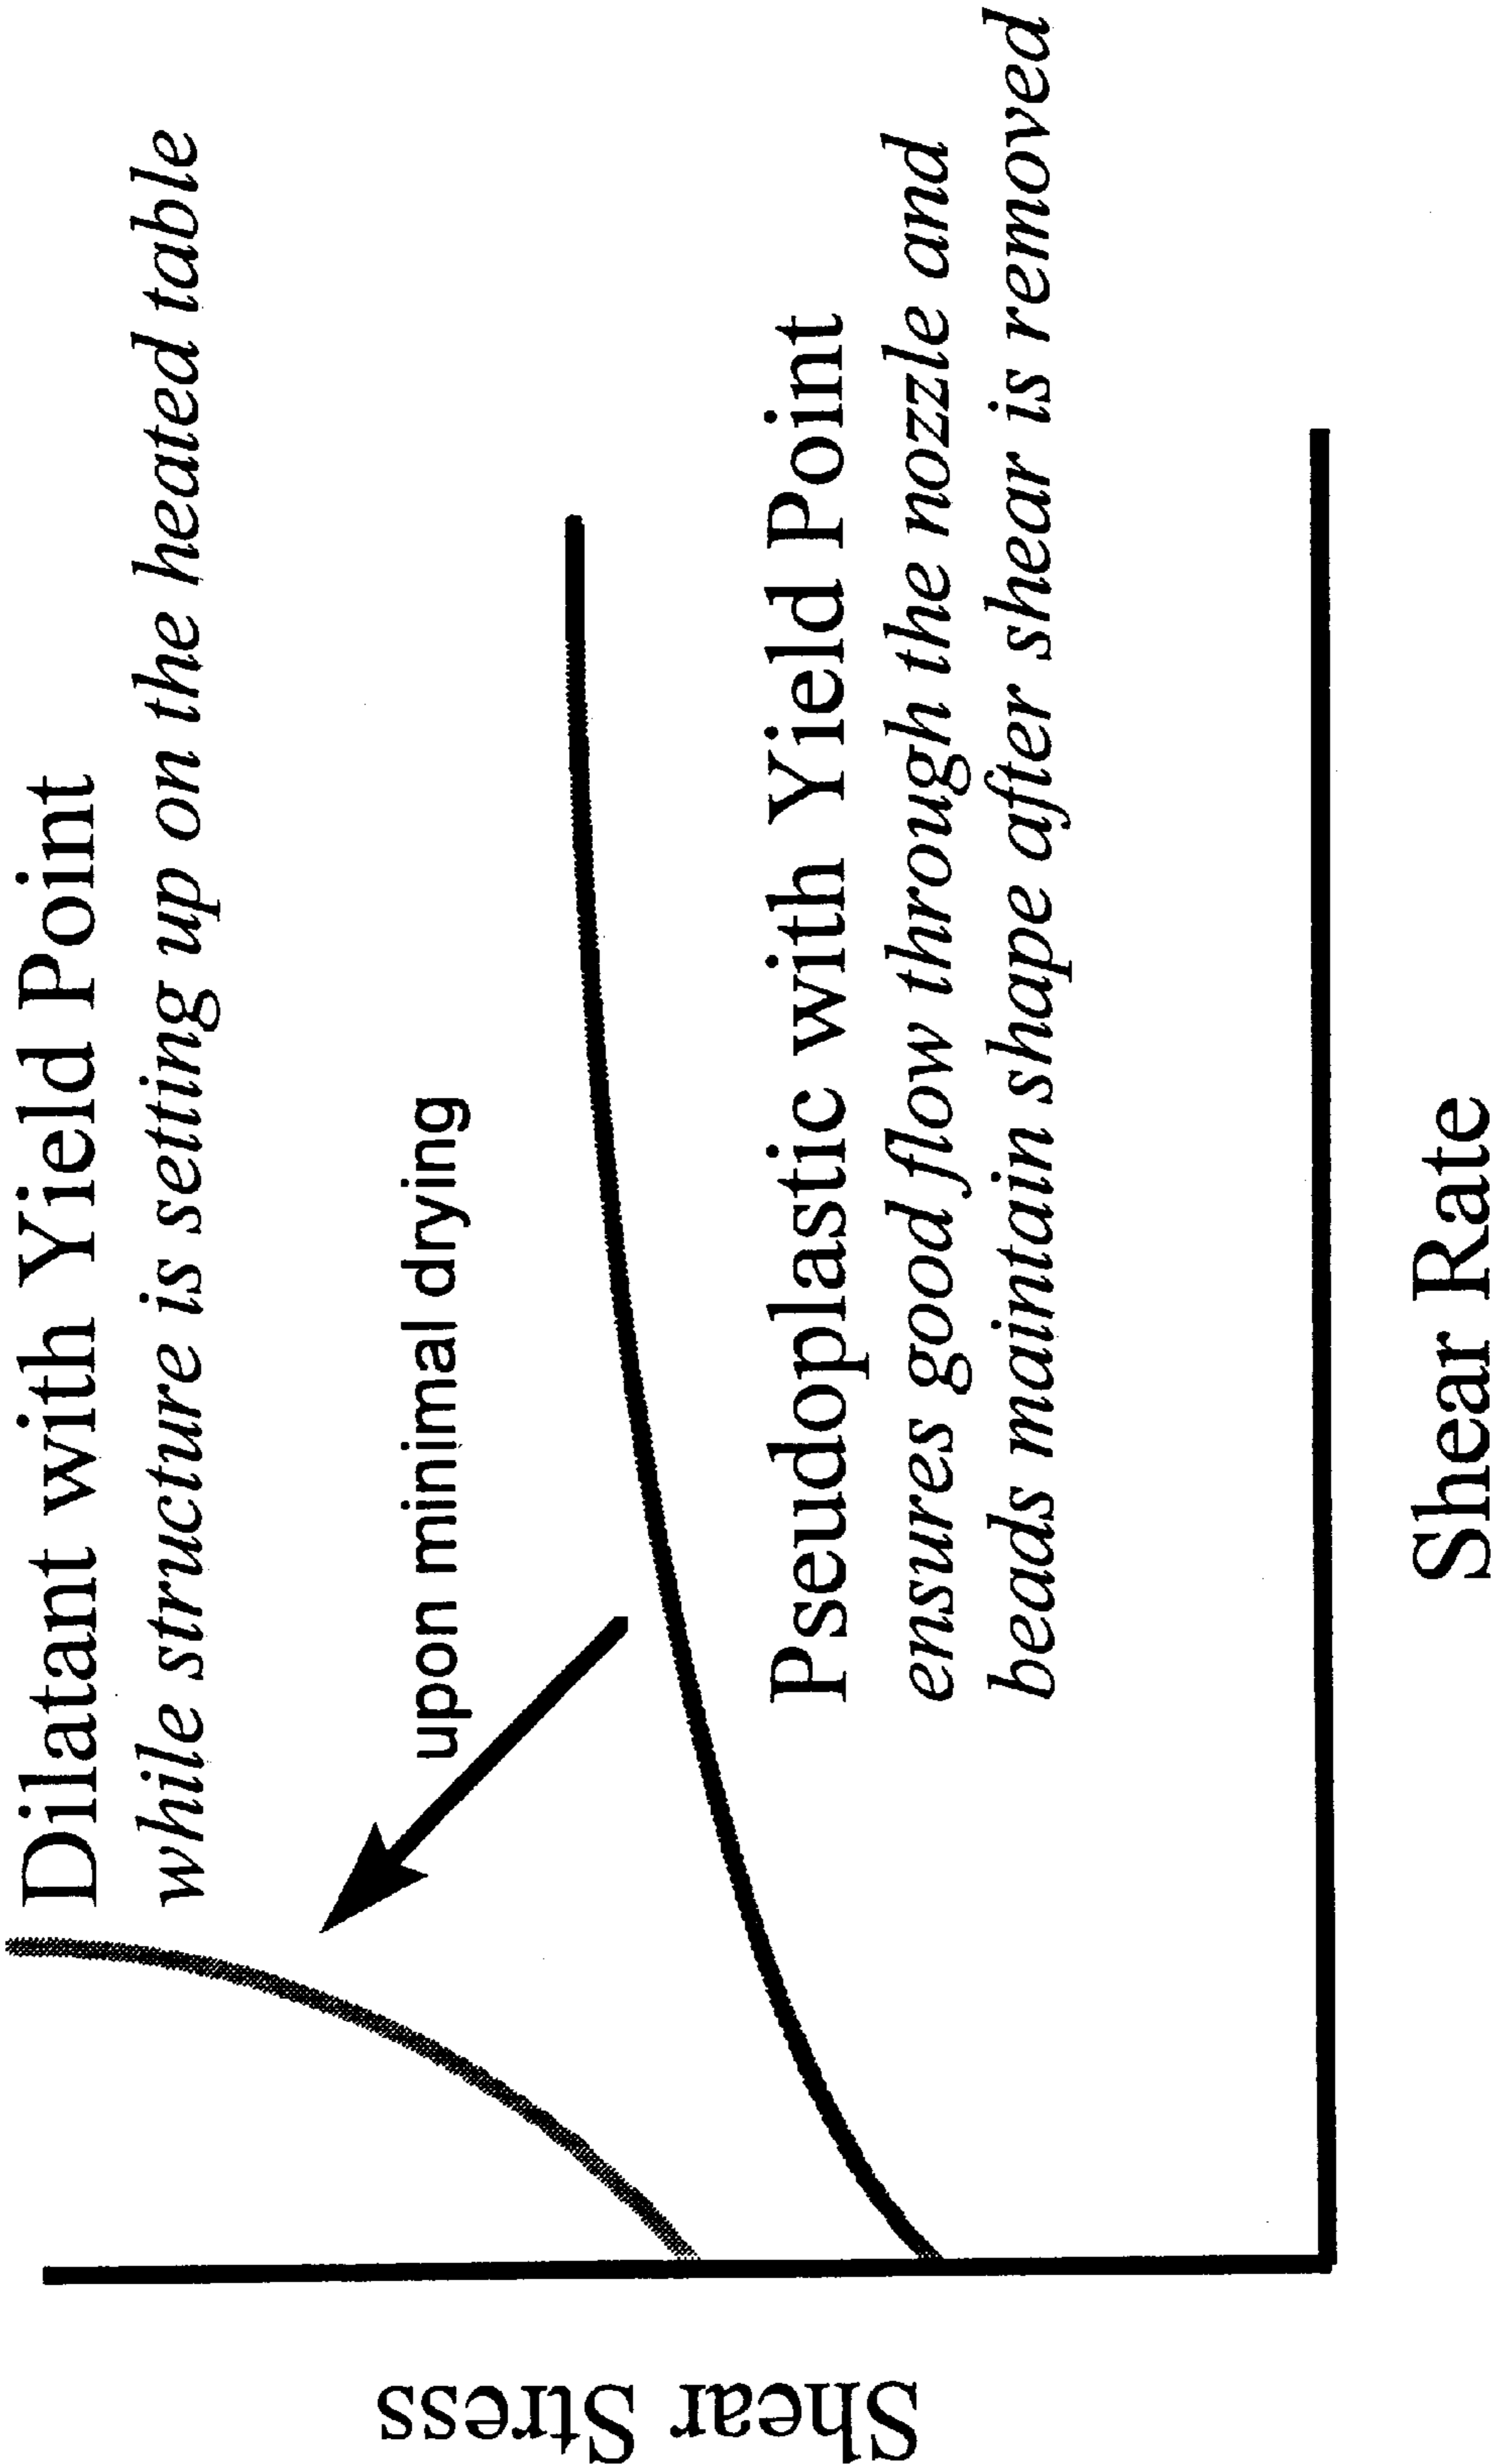 Dilatant with Yield Point
while structure is setting up on the heated table
upon minimal drying
Pseudoplastic with Yield Point
ensures good flow through the nozzle and
beads maintain shape after shear is removed
Shear Rate
Shear Stress